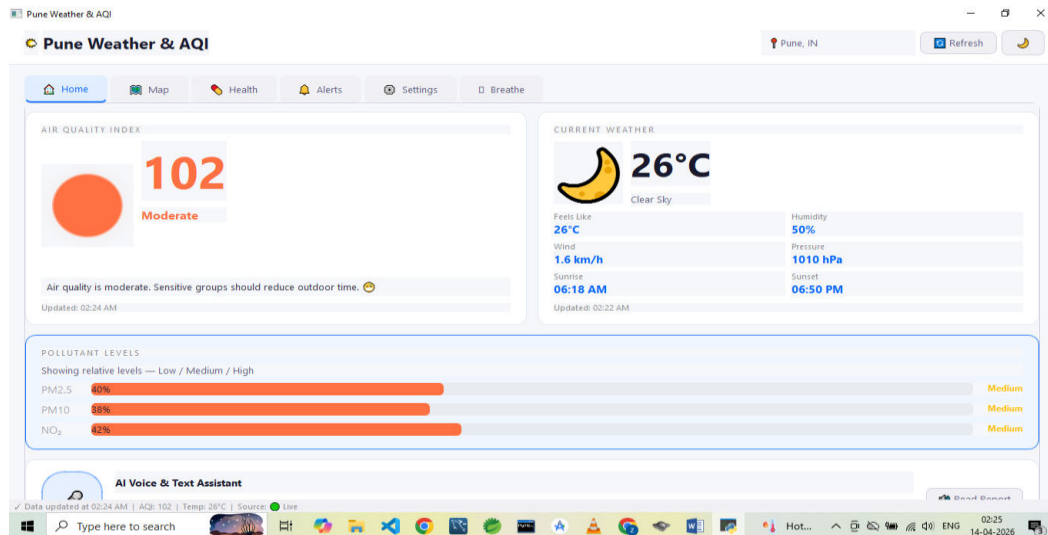 Pune Weather & AQI
Pune Weather & AQI
Pune, IN
Refresh
Home
Map
Health
Alerts
Settings
Breathe
AIR QUALITY INDEX
102
Moderate
Air quality is moderate. Sensitive groups should reduce outdoor time.
Updated: 02:24 AM
CURRENT WEATHER
26°C
Clear Sky
Feels Like
26°C
Humidity
50%
Wind
1.6 km/h
Pressure
1010 hPa
Sunrise
06:18 AM
Sunset
06:50 PM
Updated: 02:22 AM
POLLUTANT LEVELS
Showing relative levels — Low / Medium / High
PM2.5 40% Medium
PM10 38% Medium
NO₂ 42% Medium
AI Voice & Text Assistant
Read Report
✓ Data updated at 02:24 AM | AQI: 102 | Temp: 26°C | Source: Live
Type here to search
Hot...
ENG
02:25
14-04-2026